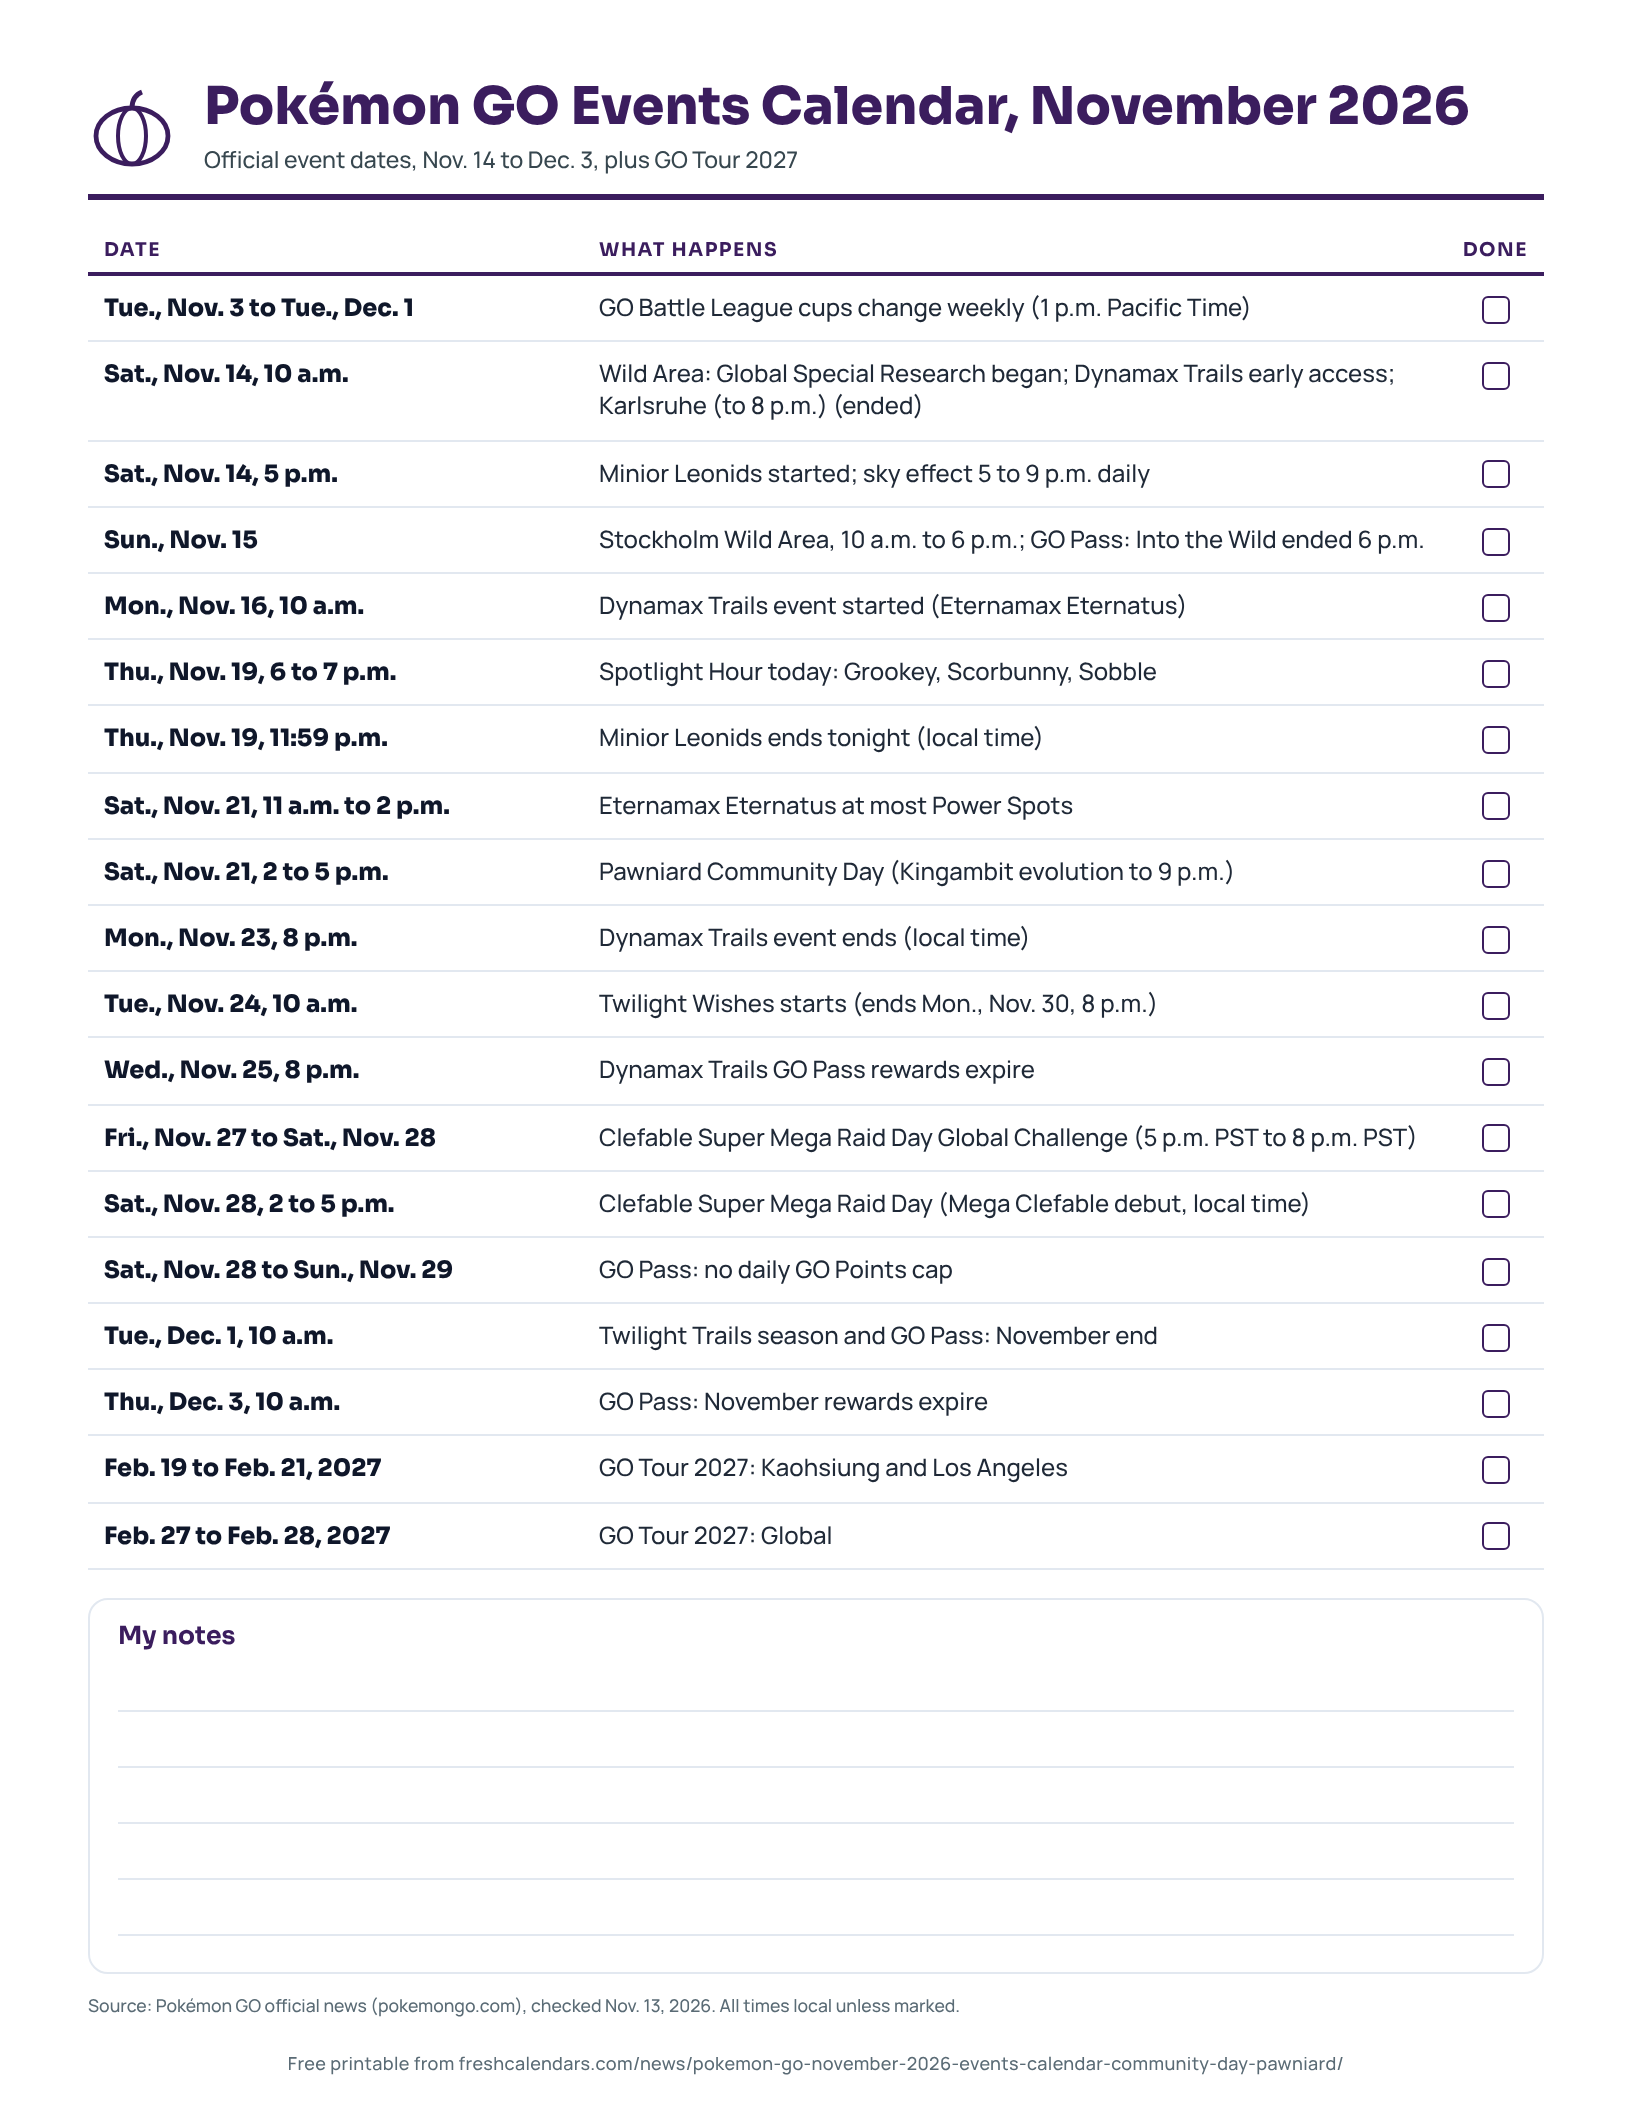 Pokémon GO Events Calendar, November 2026
Official event dates, Nov. 14 to Dec. 3, plus GO Tour 2027
DATE WHAT HAPPENS DONE
Tue., Nov. 3 to Tue., Dec. 1 GO Battle League cups change weekly (1 p.m. Pacific Time)
Sat., Nov. 14, 10 a.m. Wild Area: Global Special Research began; Dynamax Trails early access;
Karlsruhe (to 8 p.m.) (ended)
Sat., Nov. 14, 5 p.m. Minior Leonids started; sky effect 5 to 9 p.m. daily
Sun., Nov. 15 Stockholm Wild Area, 10 a.m. to 6 p.m.; GO Pass: Into the Wild ended 6 p.m.
Mon., Nov. 16, 10 a.m. Dynamax Trails event started (Eternamax Eternatus)
Thu., Nov. 19, 6 to 7 p.m. Spotlight Hour today: Grookey, Scorbunny, Sobble
Thu., Nov. 19, 11:59 p.m. Minior Leonids ends tonight (local time)
Sat., Nov. 21, 11 a.m. to 2 p.m. Eternamax Eternatus at most Power Spots
Sat., Nov. 21, 2 to 5 p.m. Pawniard Community Day (Kingambit evolution to 9 p.m.)
Mon., Nov. 23, 8 p.m. Dynamax Trails event ends (local time)
Tue., Nov. 24, 10 a.m. Twilight Wishes starts (ends Mon., Nov. 30, 8 p.m.)
Wed., Nov. 25, 8 p.m. Dynamax Trails GO Pass rewards expire
Fri., Nov. 27 to Sat., Nov. 28 Clefable Super Mega Raid Day Global Challenge (5 p.m. PST to 8 p.m. PST)
Sat., Nov. 28, 2 to 5 p.m. Clefable Super Mega Raid Day (Mega Clefable debut, local time)
Sat., Nov. 28 to Sun., Nov. 29 GO Pass: no daily GO Points cap
Tue., Dec. 1, 10 a.m. Twilight Trails season and GO Pass: November end
Thu., Dec. 3, 10 a.m. GO Pass: November rewards expire
Feb. 19 to Feb. 21, 2027 GO Tour 2027: Kaohsiung and Los Angeles
Feb. 27 to Feb. 28, 2027 GO Tour 2027: Global
My notes
Source: Pokémon GO official news (pokemongo.com), checked Nov. 13, 2026. All times local unless marked.
Free printable from freshcalendars.com/news/pokemon-go-november-2026-events-calendar-community-day-pawniard/